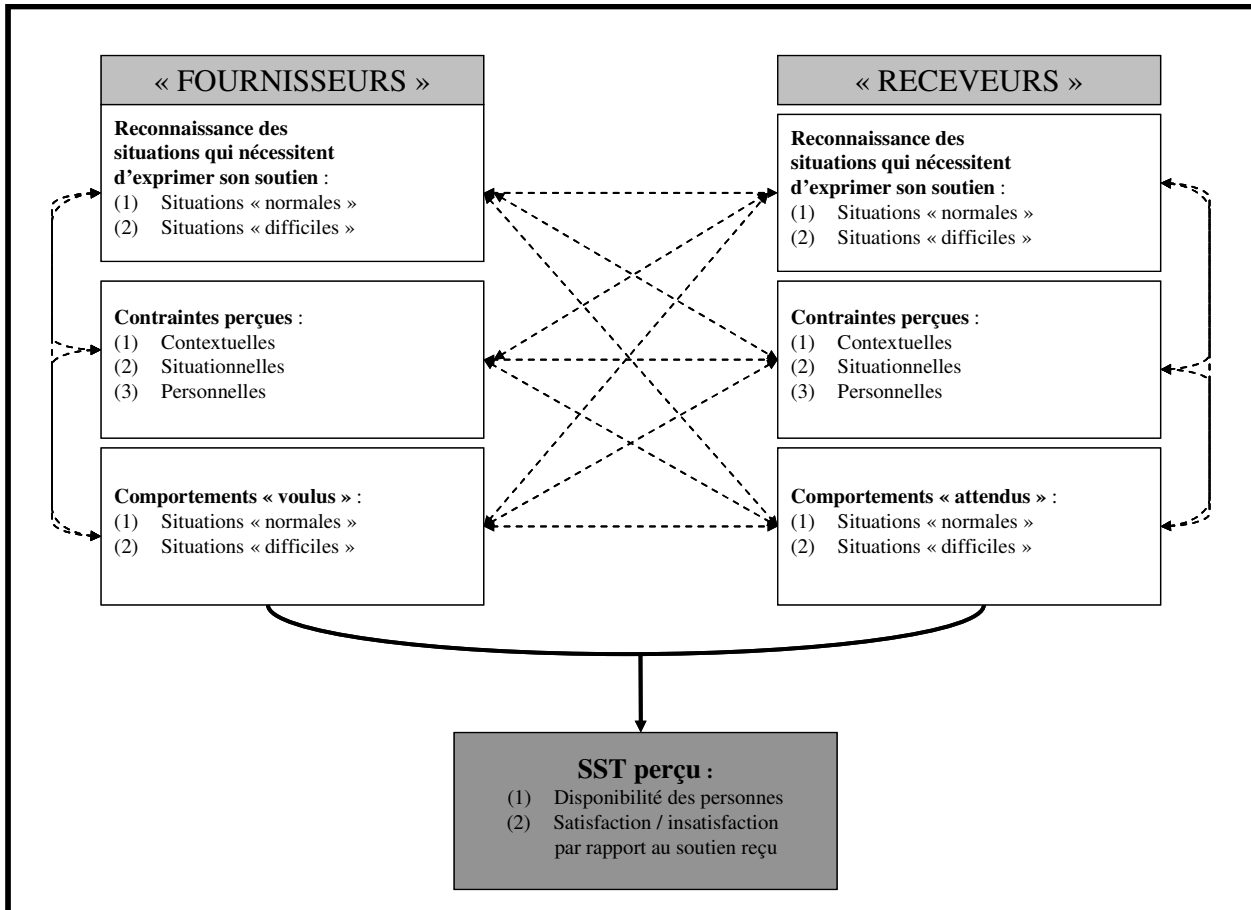 « FOURNISSEURS »
Reconnaissance des
situations qui nécessitent
d’exprimer son soutien :
(1) Situations « normales »
(2) Situations « difficiles »
Contraintes perçues :
(1) Contextuelles
(2) Situationnelles
(3) Personnelles
Comportements « voulus » :
(1) Situations « normales »
(2) Situations « difficiles »
« RECEVEURS »
Reconnaissance des
situations qui nécessitent
d’exprimer son soutien :
(1) Situations « normales »
(2) Situations « difficiles »
Contraintes perçues :
(1) Contextuelles
(2) Situationnelles
(3) Personnelles
Comportements « attendus » :
(1) Situations « normales »
(2) Situations « difficiles »
SST perçu :
(1) Disponibilité des personnes
(2) Satisfaction / insatisfaction
par rapport au soutien reçu